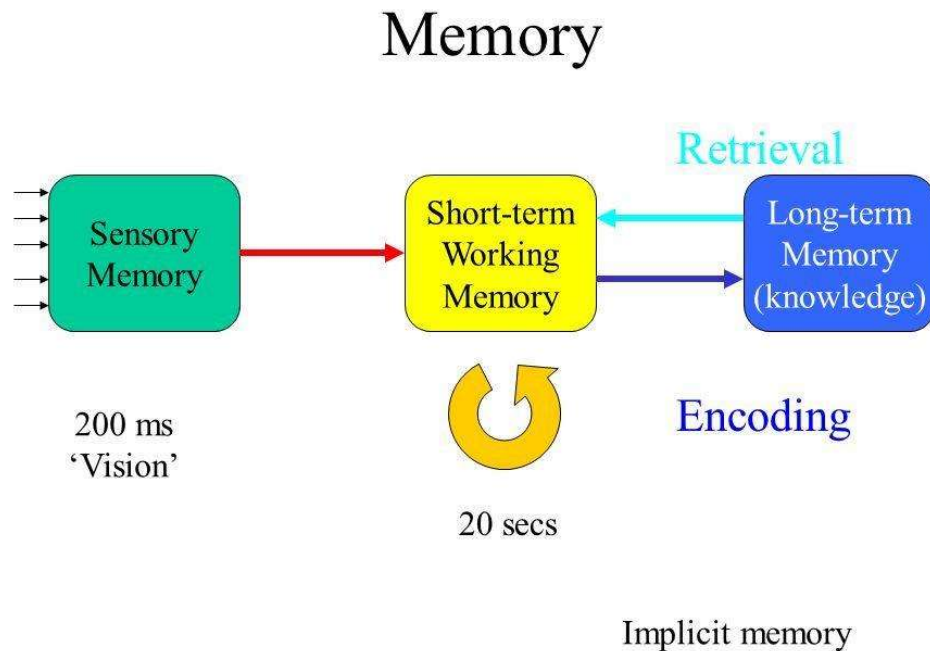 Memory
Retrieval
Sensory
Memory
Short-term
Working
Memory
Long-term
Memory
(knowledge)
200 ms
‘Vision’
Encoding
20 secs
Implicit memory